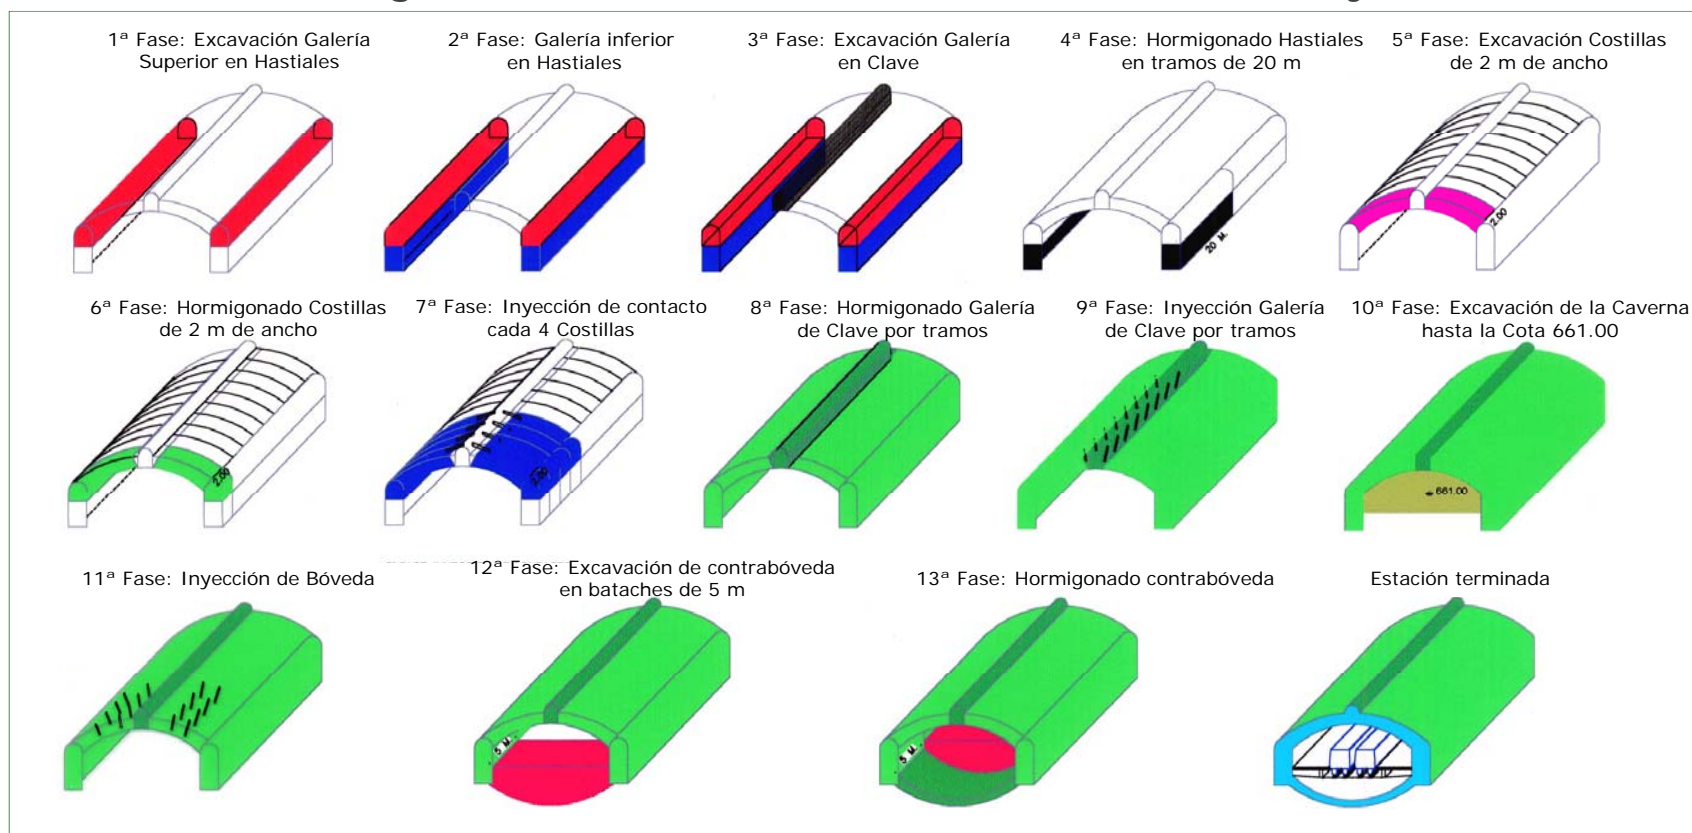 1ª Fase: Excavación Galería
Superior en Hastiales
2ª Fase: Galería inferior
en Hastiales
3ª Fase: Excavación Galería
en Clave
4ª Fase: Hormigonado Hastiales
en tramos de 20 m
20 M.
5ª Fase: Excavación Costillas
de 2 m de ancho
2.00
6ª Fase: Hormigonado Costillas
de 2 m de ancho
2.00
7ª Fase: Inyección de contacto
cada 4 Costillas
2.00
8ª Fase: Hormigonado Galería
de Clave por tramos
9ª Fase: Inyección Galería
de Clave por tramos
10ª Fase: Excavación de la Caverna
hasta la Cota 661.00
661.00
11ª Fase: Inyección de Bóveda
12ª Fase: Excavación de contrabóveda
en bataches de 5 m
5 M.
13ª Fase: Hormigonado contrabóveda
5 M.
Estación terminada